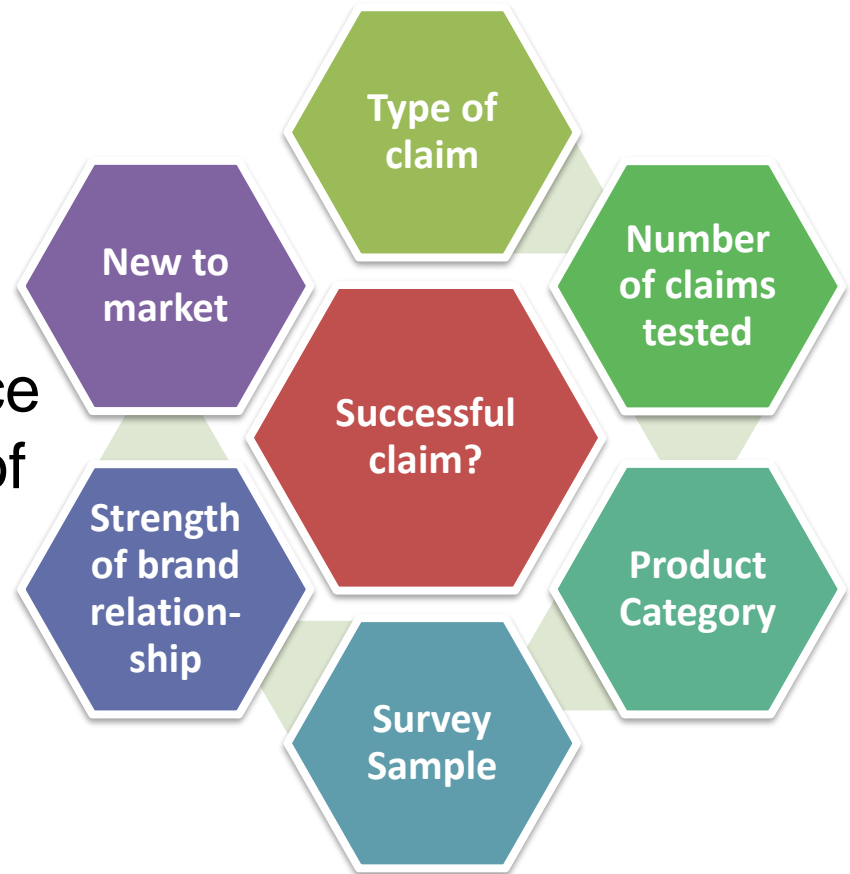 Type of
claim
Number
of claims
tested
Product
Category
Survey
Sample
Strength
of brand
relation-
ship
New to
market
Successful
claim?
of